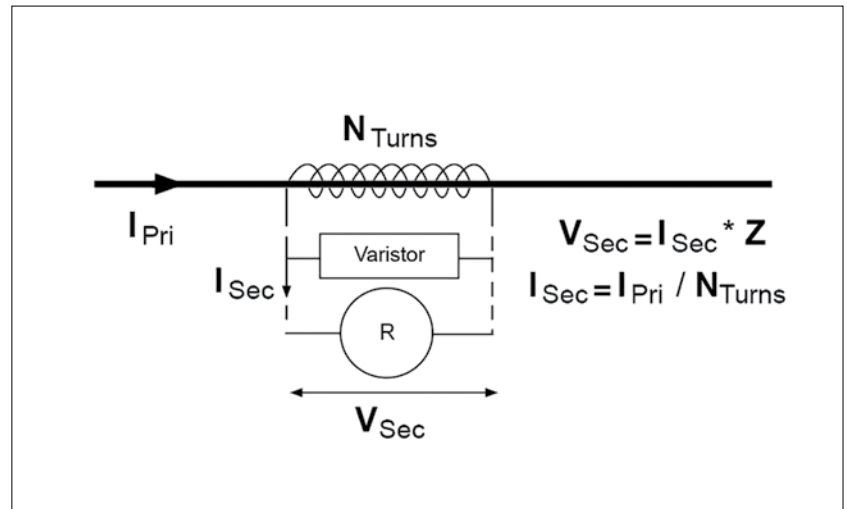 N Turns
I Pri
V Sec = I Sec * Z
Varistor
I Sec
I Sec = I Pri / N Turns
R
V Sec